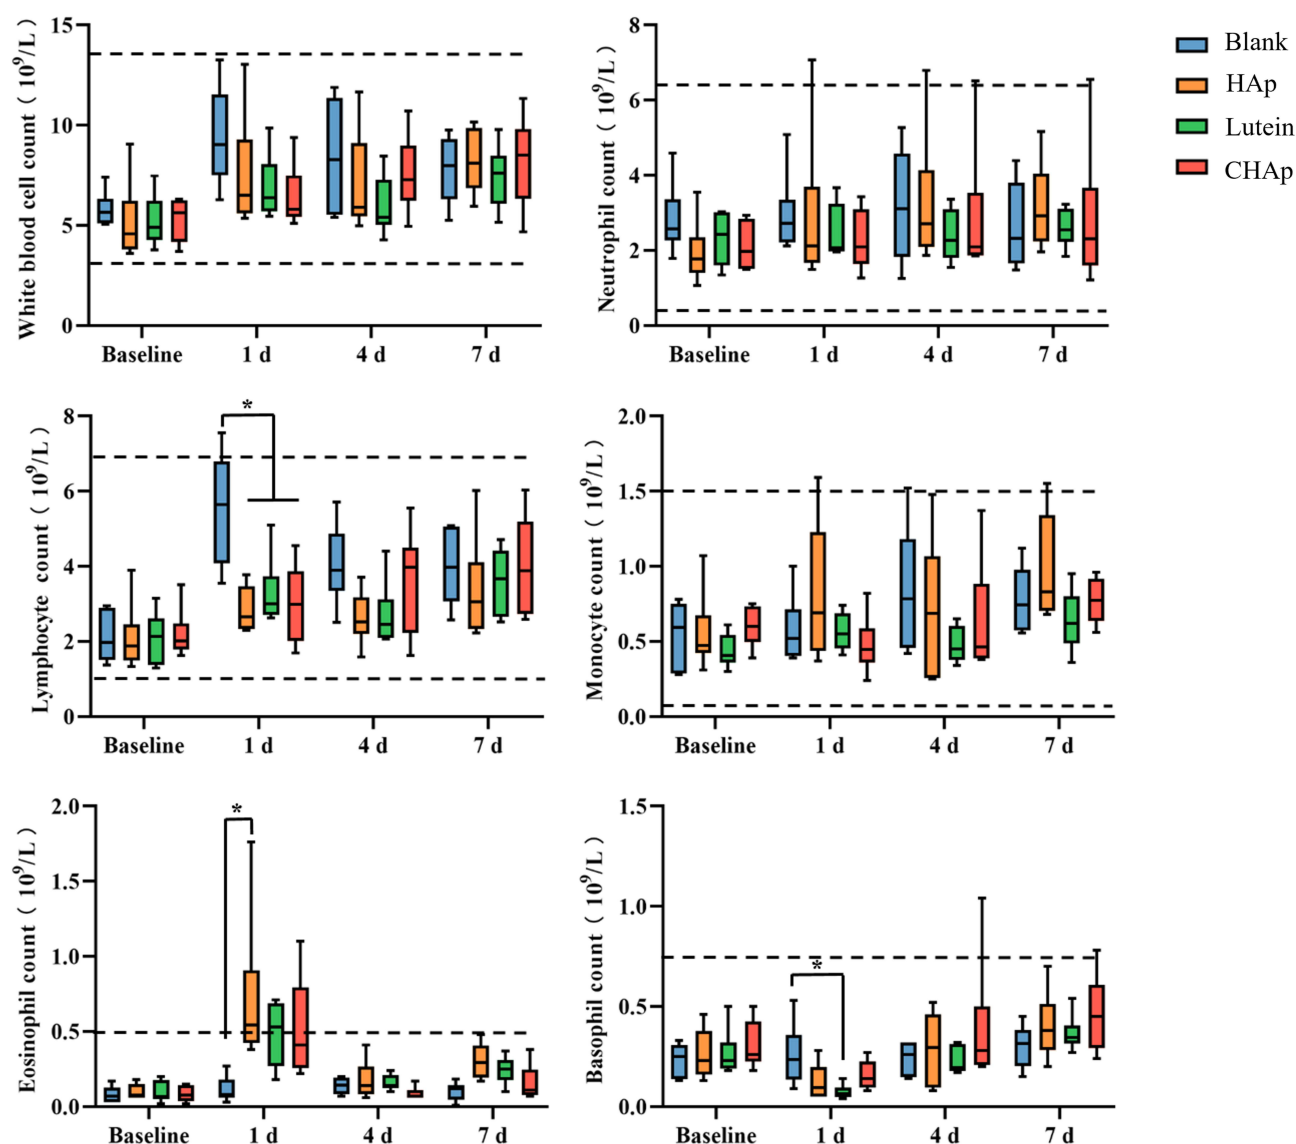 White blood cell count ( 10⁹/L )
15
10
5
0
Baseline 1 d 4 d 7 d
Neutrophil count ( 10⁹/L )
8
6
4
2
0
Baseline 1 d 4 d 7 d
Blank
HAp
Lutein
CHAp
Lymphocyte count ( 10⁹/L )
8
6
4
2
0
*
Baseline 1 d 4 d 7 d
Monocyte count ( 10⁹/L )
2.0
1.5
1.0
0.5
0.0
Baseline 1 d 4 d 7 d
Eosinophil count ( 10⁹/L )
2.0
1.5
1.0
0.5
0.0
*
Baseline 1 d 4 d 7 d
Basophil count ( 10⁹/L )
1.5
1.0
0.5
0.0
*
Baseline 1 d 4 d 7 d